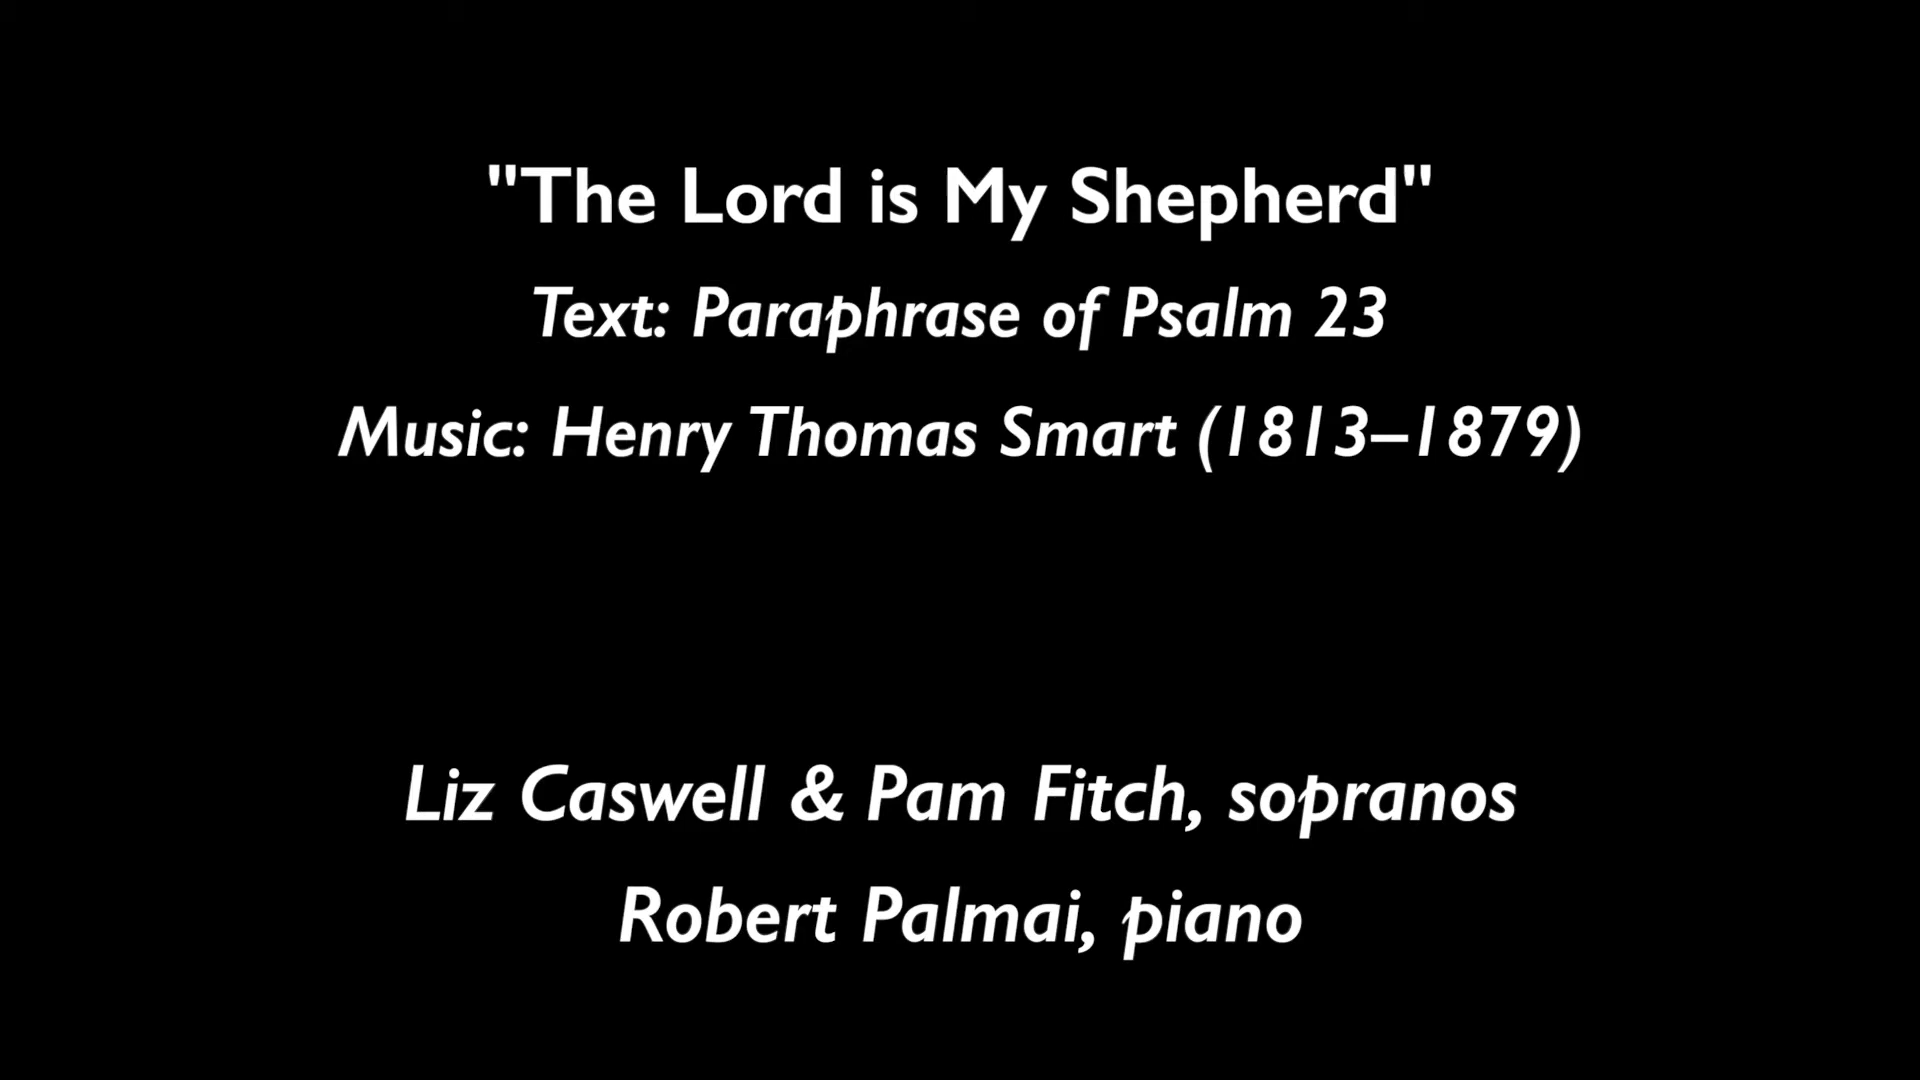 "The Lord is My Shepherd"
Text: Paraphrase of Psalm 23
Music: Henry Thomas Smart (1813–1879)
Liz Caswell & Pam Fitch, sopranos
Robert Palmai, piano